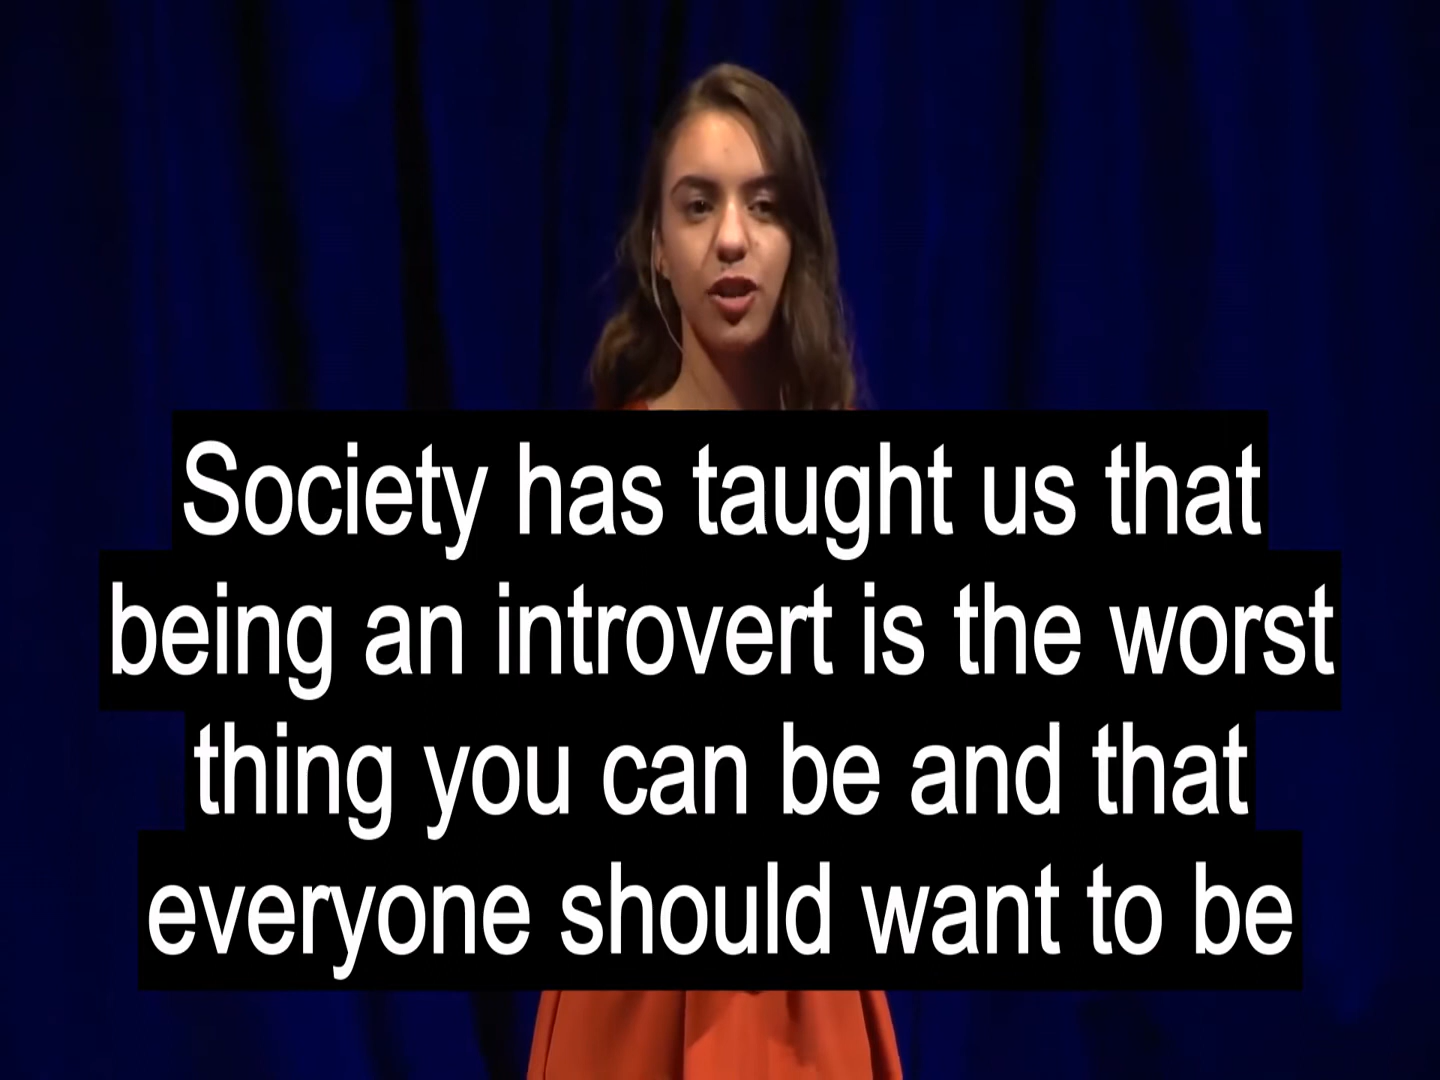 Society has taught us that
being an introvert is the worst
thing you can be and that
everyone should want to be